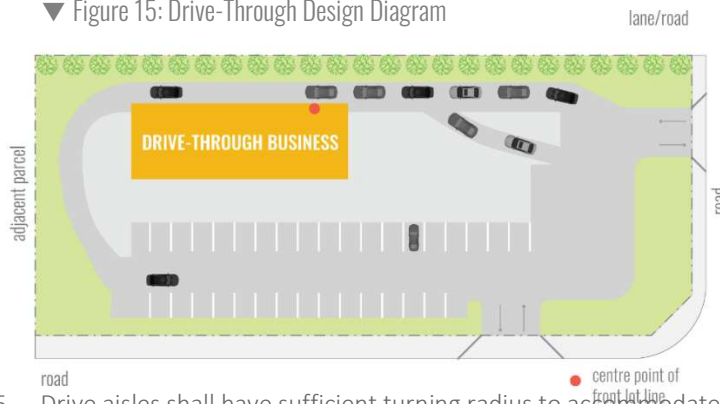 ▼ Figure 15: Drive-Through Design Diagram
lane/road
DRIVE-THROUGH BUSINESS
adjacent parcel
road
road
centre point of
front lot line
Drive aisles shall have sufficient turning radius to accommodate